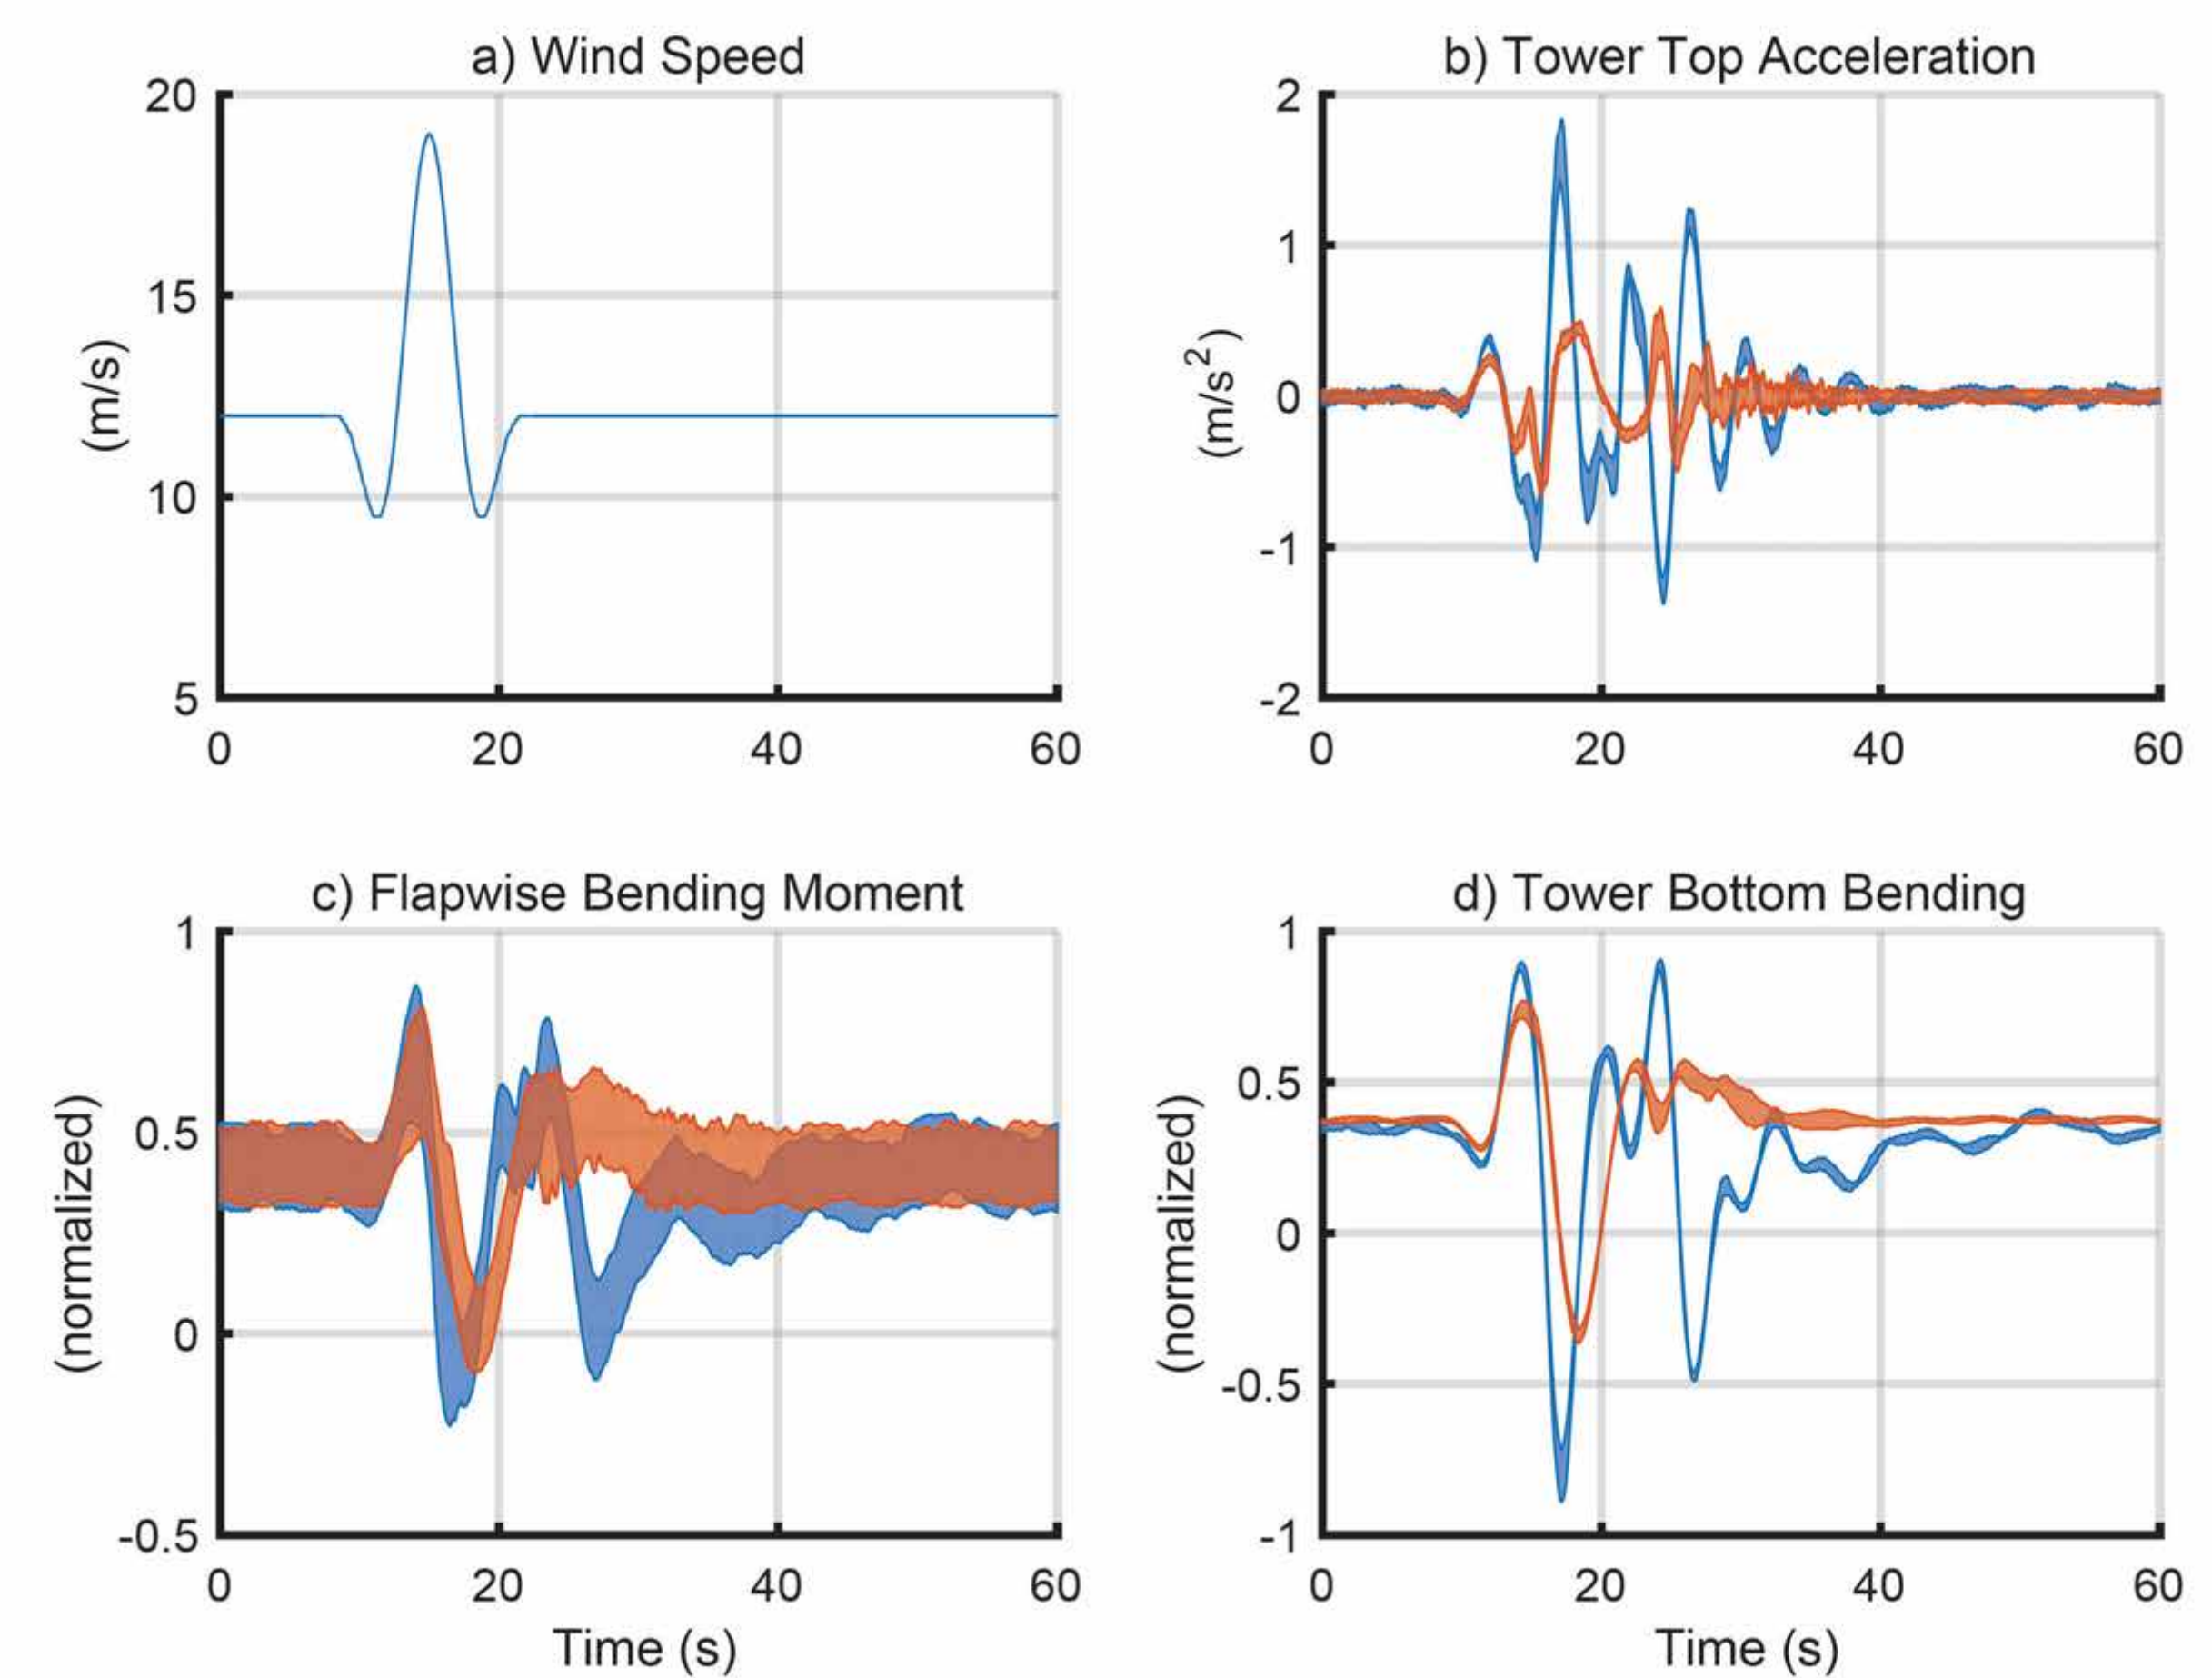 a) Wind Speed
20
15
10
5
(m/s)
0 20 40 60
b) Tower Top Acceleration
2
1
0
-1
-2
(m/s²)
0 20 40 60
c) Flapwise Bending Moment
1
0.5
0
-0.5
(normalized)
0 20 40 60
Time (s)
d) Tower Bottom Bending
1
0.5
0
-0.5
-1
(normalized)
0 20 40 60
Time (s)